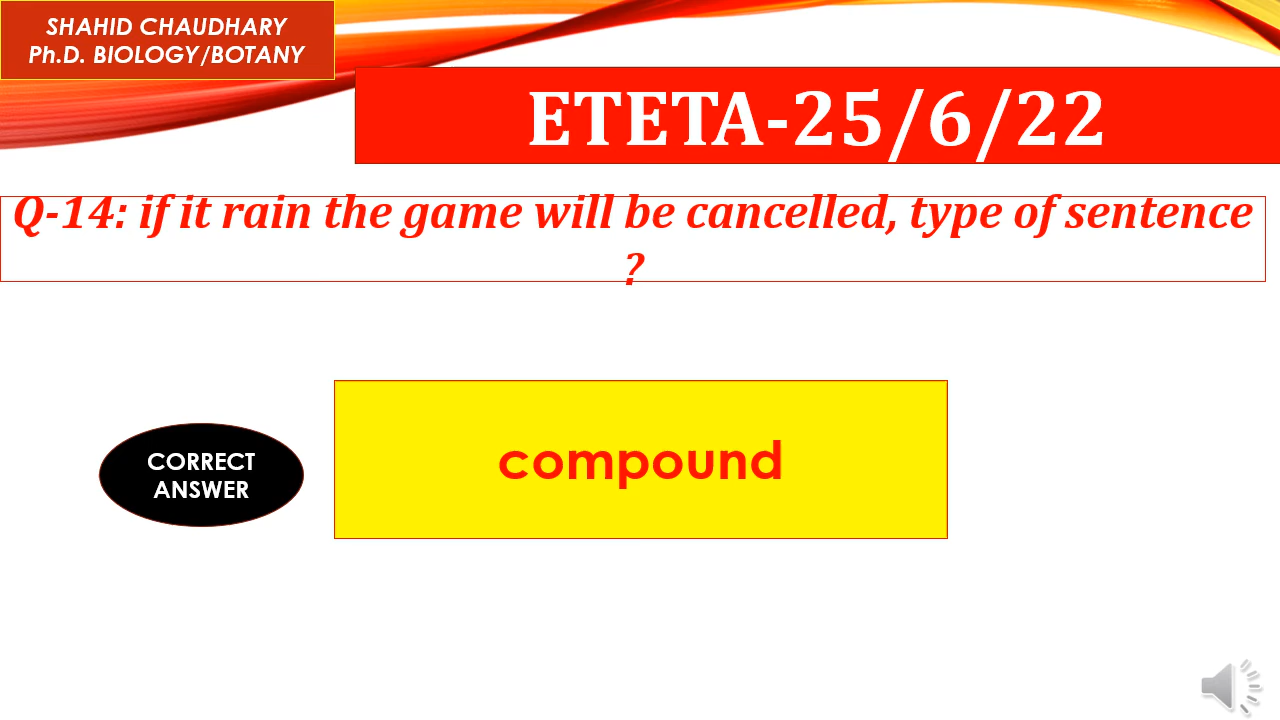 SHAHID CHAUDHARY
Ph.D. BIOLOGY/BOTANY
ETETA-25/6/22
Q-14: if it rain the game will be cancelled, type of sentence
?
CORRECT
ANSWER
compound